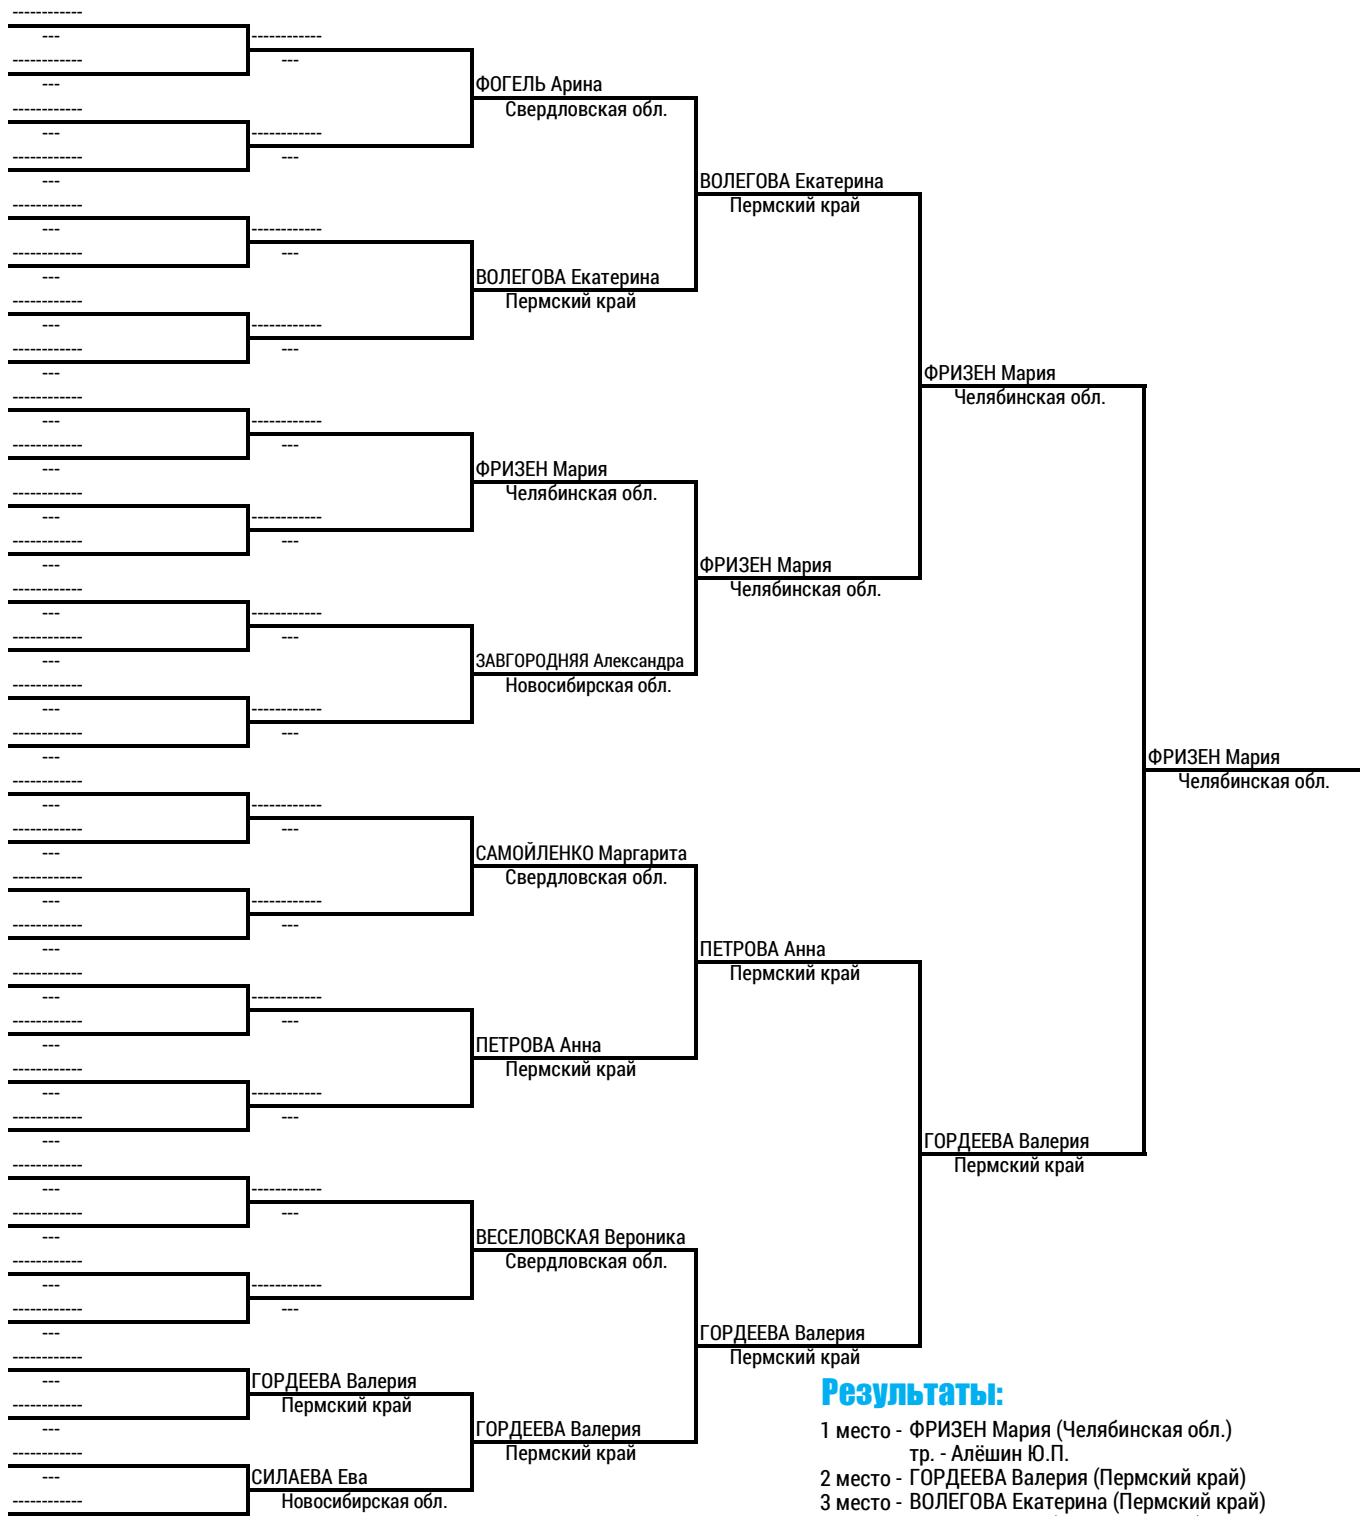 ------------
---
------------
------------
---
------------
---
ФОГЕЛЬ Арина
------------
Свердловская обл.
---
------------
------------
---
---
------------
ВОЛЕГОВА Екатерина
Пермский край
---
------------
------------
---
---
ВОЛЕГОВА Екатерина
------------
Пермский край
---
------------
------------
---
---
ФРИЗЕН Мария
------------
Челябинская обл.
---
------------
------------
---
---
ФРИЗЕН Мария
------------
Челябинская обл.
---
------------
------------
---
---
ФРИЗЕН Мария
------------
Челябинская обл.
---
------------
------------
---
---
ЗАВГОРОДНЯЯ Александра
------------
Новосибирская обл.
---
------------
------------
---
---
ФРИЗЕН Мария
------------
Челябинская обл.
---
------------
------------
---
---
САМОЙЛЕНКО Маргарита
------------
Свердловская обл.
---
------------
------------
---
---
ПЕТРОВА Анна
------------
Пермский край
---
------------
------------
---
---
ПЕТРОВА Анна
------------
Пермский край
---
------------
------------
---
---
ГОРДЕЕВА Валерия
------------
Пермский край
---
------------
------------
---
---
ВЕСЕЛОВСКАЯ Вероника
------------
Свердловская обл.
---
------------
------------
---
---
ГОРДЕЕВА Валерия
------------
Пермский край
---
ГОРДЕЕВА Валерия
------------
Пермский край
---
ГОРДЕЕВА Валерия
------------
Пермский край
---
СИЛАЕВА Ева
------------
Новосибирская обл.
Результаты:
1 место - ФРИЗЕН Мария (Челябинская обл.)
тр. - Алёшин Ю.П.
2 место - ГОРДЕЕВА Валерия (Пермский край)
3 место - ВОЛЕГОВА Екатерина (Пермский край)